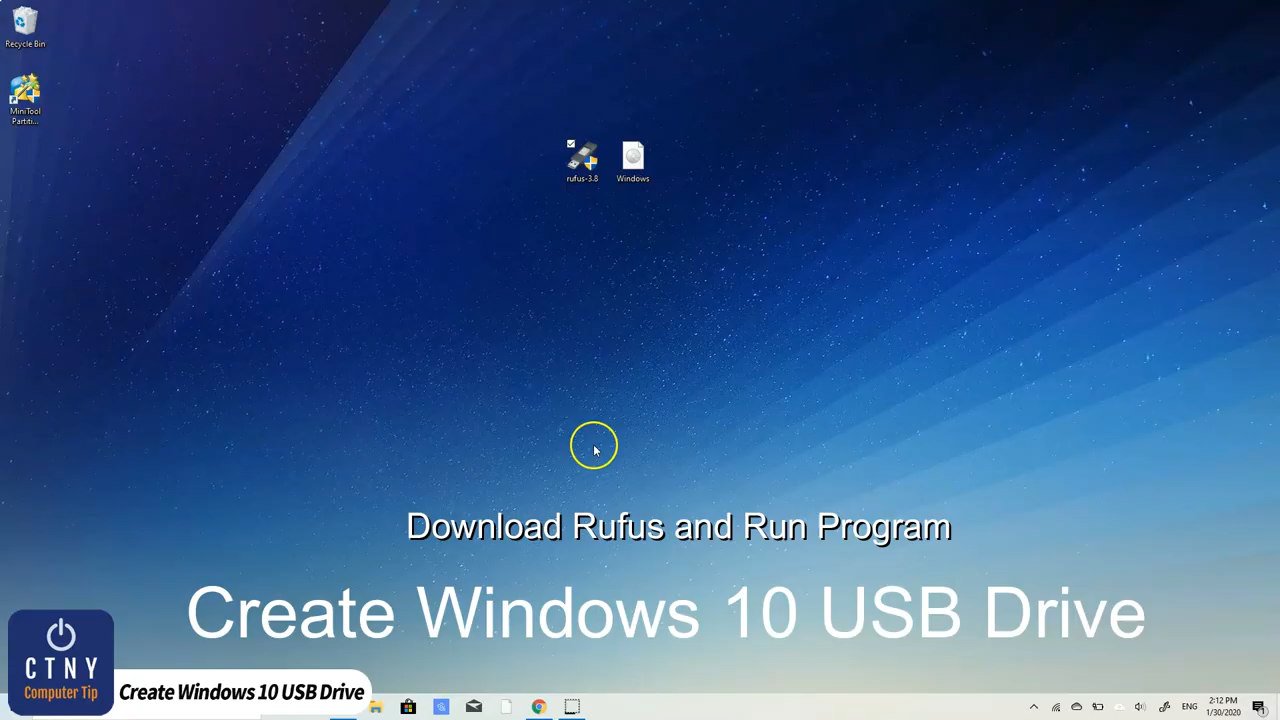 Recycle Bin
MiniTool
Partiti...
rufus-3.8
Windows
Download Rufus and Run Program
Create Windows 10 USB Drive
CTNY
Computer Tip
Create Windows 10 USB Drive
ENG
2:12 PM
1/30/2020